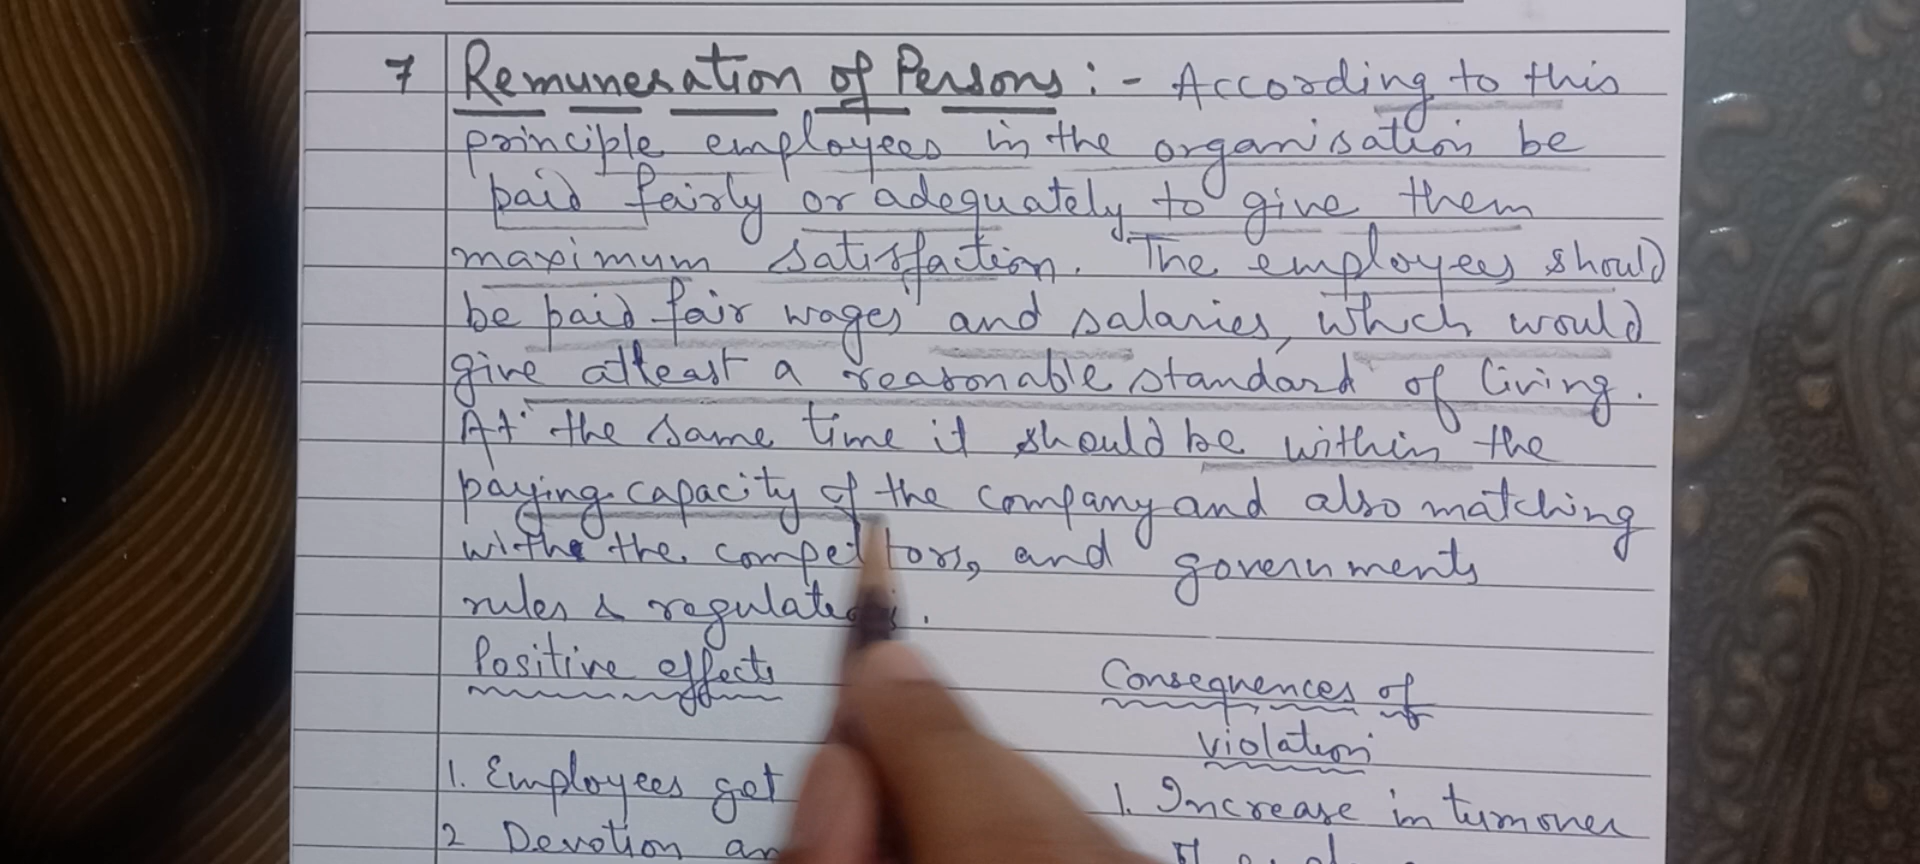 7 Remuneration of Persons :- According to this
principle employees in the organisation be
paid fairly or adequately to give them
maximum satisfaction. The employees should
be paid fair wages and salaries, which would
give atleast a reasonable standard of living.
At the same time it should be within the
paying capacity of the company and also matching
withe the competitors, and governments
rules & regulations.
Positive effects
Consequences of
violation
1. Employees get
1. Increase in turnover
2 Devotion an